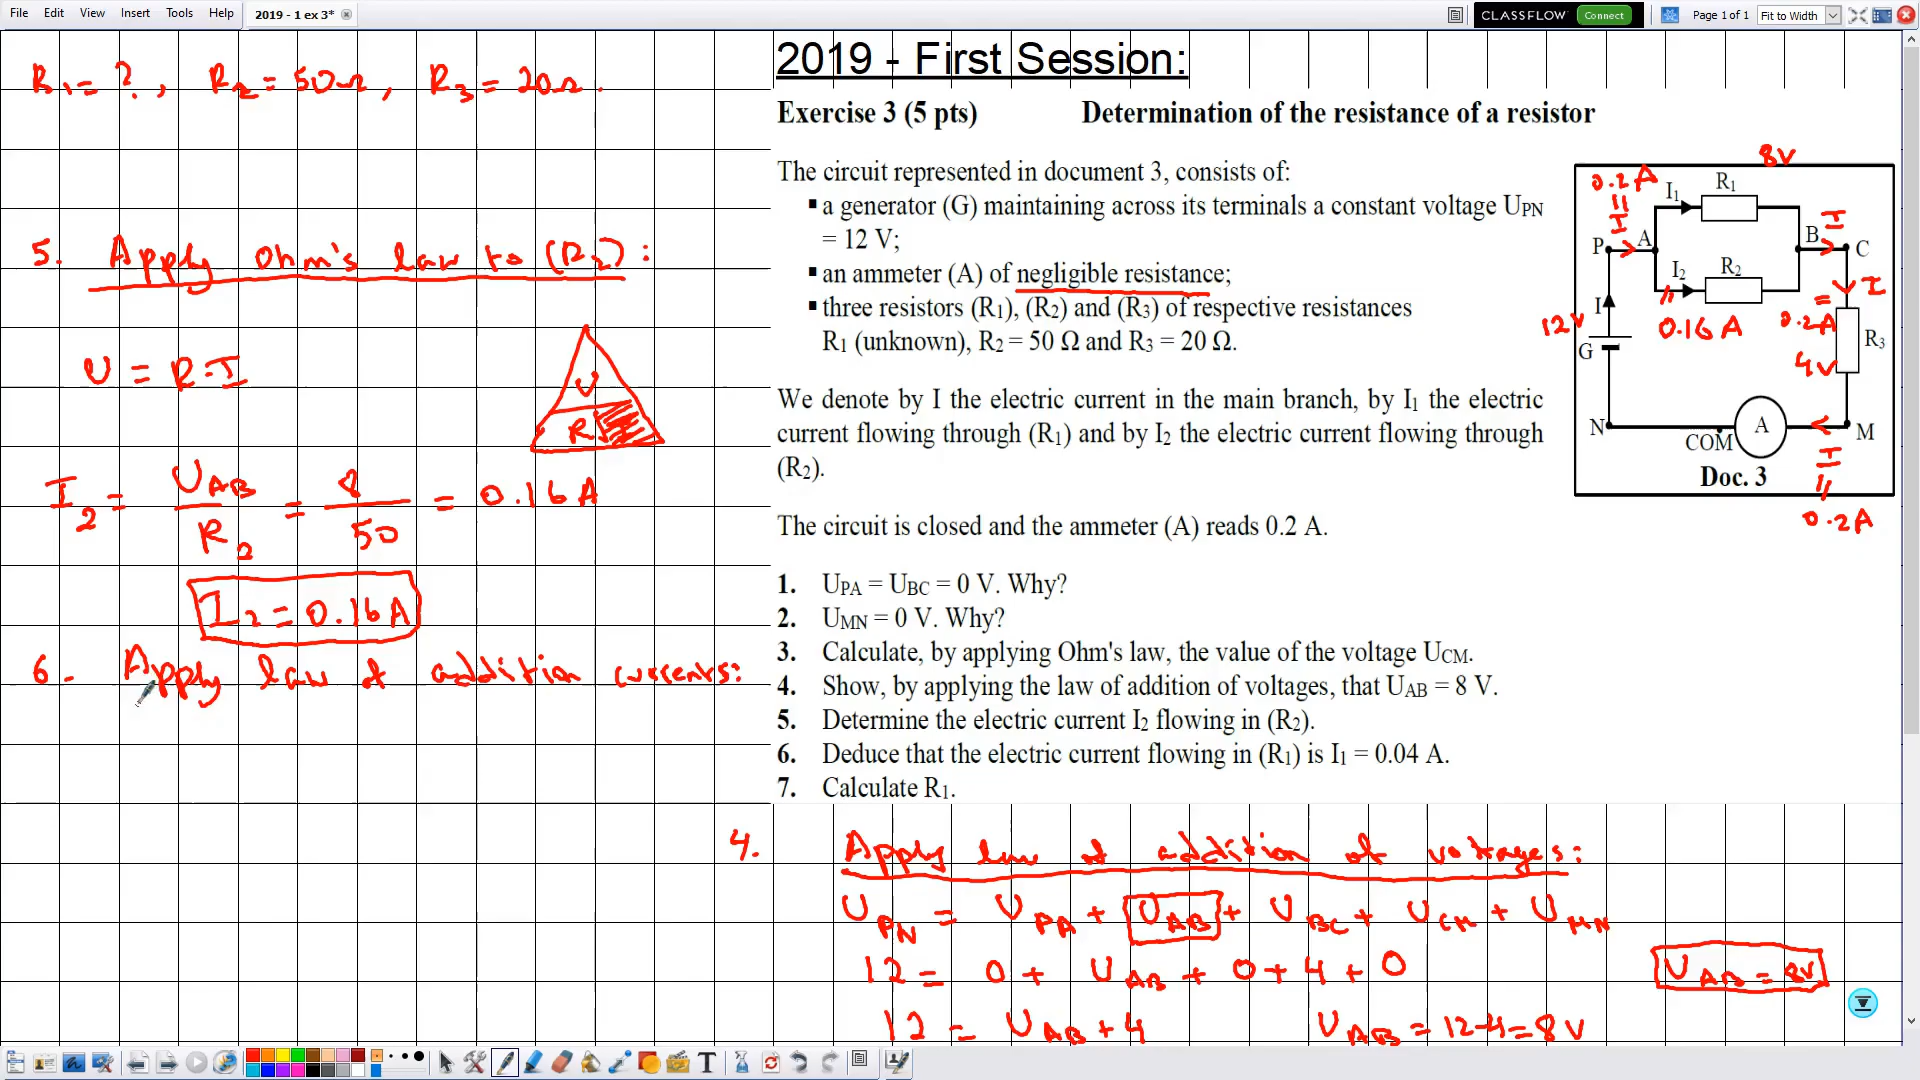 File Edit View Insert Tools Help 2019 - 1 ex 3*
CLASSFLOW Connect Page 1 of 1 Fit to Width
R1 = ? , R2 = 50Ω , R3 = 20Ω .
5. Apply Ohm's law to (R2) :
U = R·I
U
R
I2 = UAB / R2 = 8 / 50 = 0.16 A
I2 = 0.16 A
6. Apply law of addition currents:
2019 - First Session:
Exercise 3 (5 pts) Determination of the resistance of a resistor
The circuit represented in document 3, consists of:
▪ a generator (G) maintaining across its terminals a constant voltage UPN
= 12 V;
▪ an ammeter (A) of negligible resistance;
▪ three resistors (R1), (R2) and (R3) of respective resistances
R1 (unknown), R2 = 50 Ω and R3 = 20 Ω.
We denote by I the electric current in the main branch, by I1 the electric
current flowing through (R1) and by I2 the electric current flowing through
(R2).
The circuit is closed and the ammeter (A) reads 0.2 A.
1. UPA = UBC = 0 V. Why?
2. UMN = 0 V. Why?
3. Calculate, by applying Ohm's law, the value of the voltage UCM.
4. Show, by applying the law of addition of voltages, that UAB = 8 V.
5. Determine the electric current I2 flowing in (R2).
6. Deduce that the electric current flowing in (R1) is I1 = 0.04 A.
7. Calculate R1.
8V
0.2 A
I1 R1
I
P A B I C
I2 R2
I
I 0.16 A 0.2A
12V
G R3
4V
N A M
COM
I
Doc. 3
0.2A
4. Apply law of addition of voltages:
UPN = UPA + UAB + UBC + UCM + UMN
12 = 0 + UAB + 0 + 4 + 0
UAB = 8V
12 = UAB + 4 UAB = 12-4 = 8 V
T